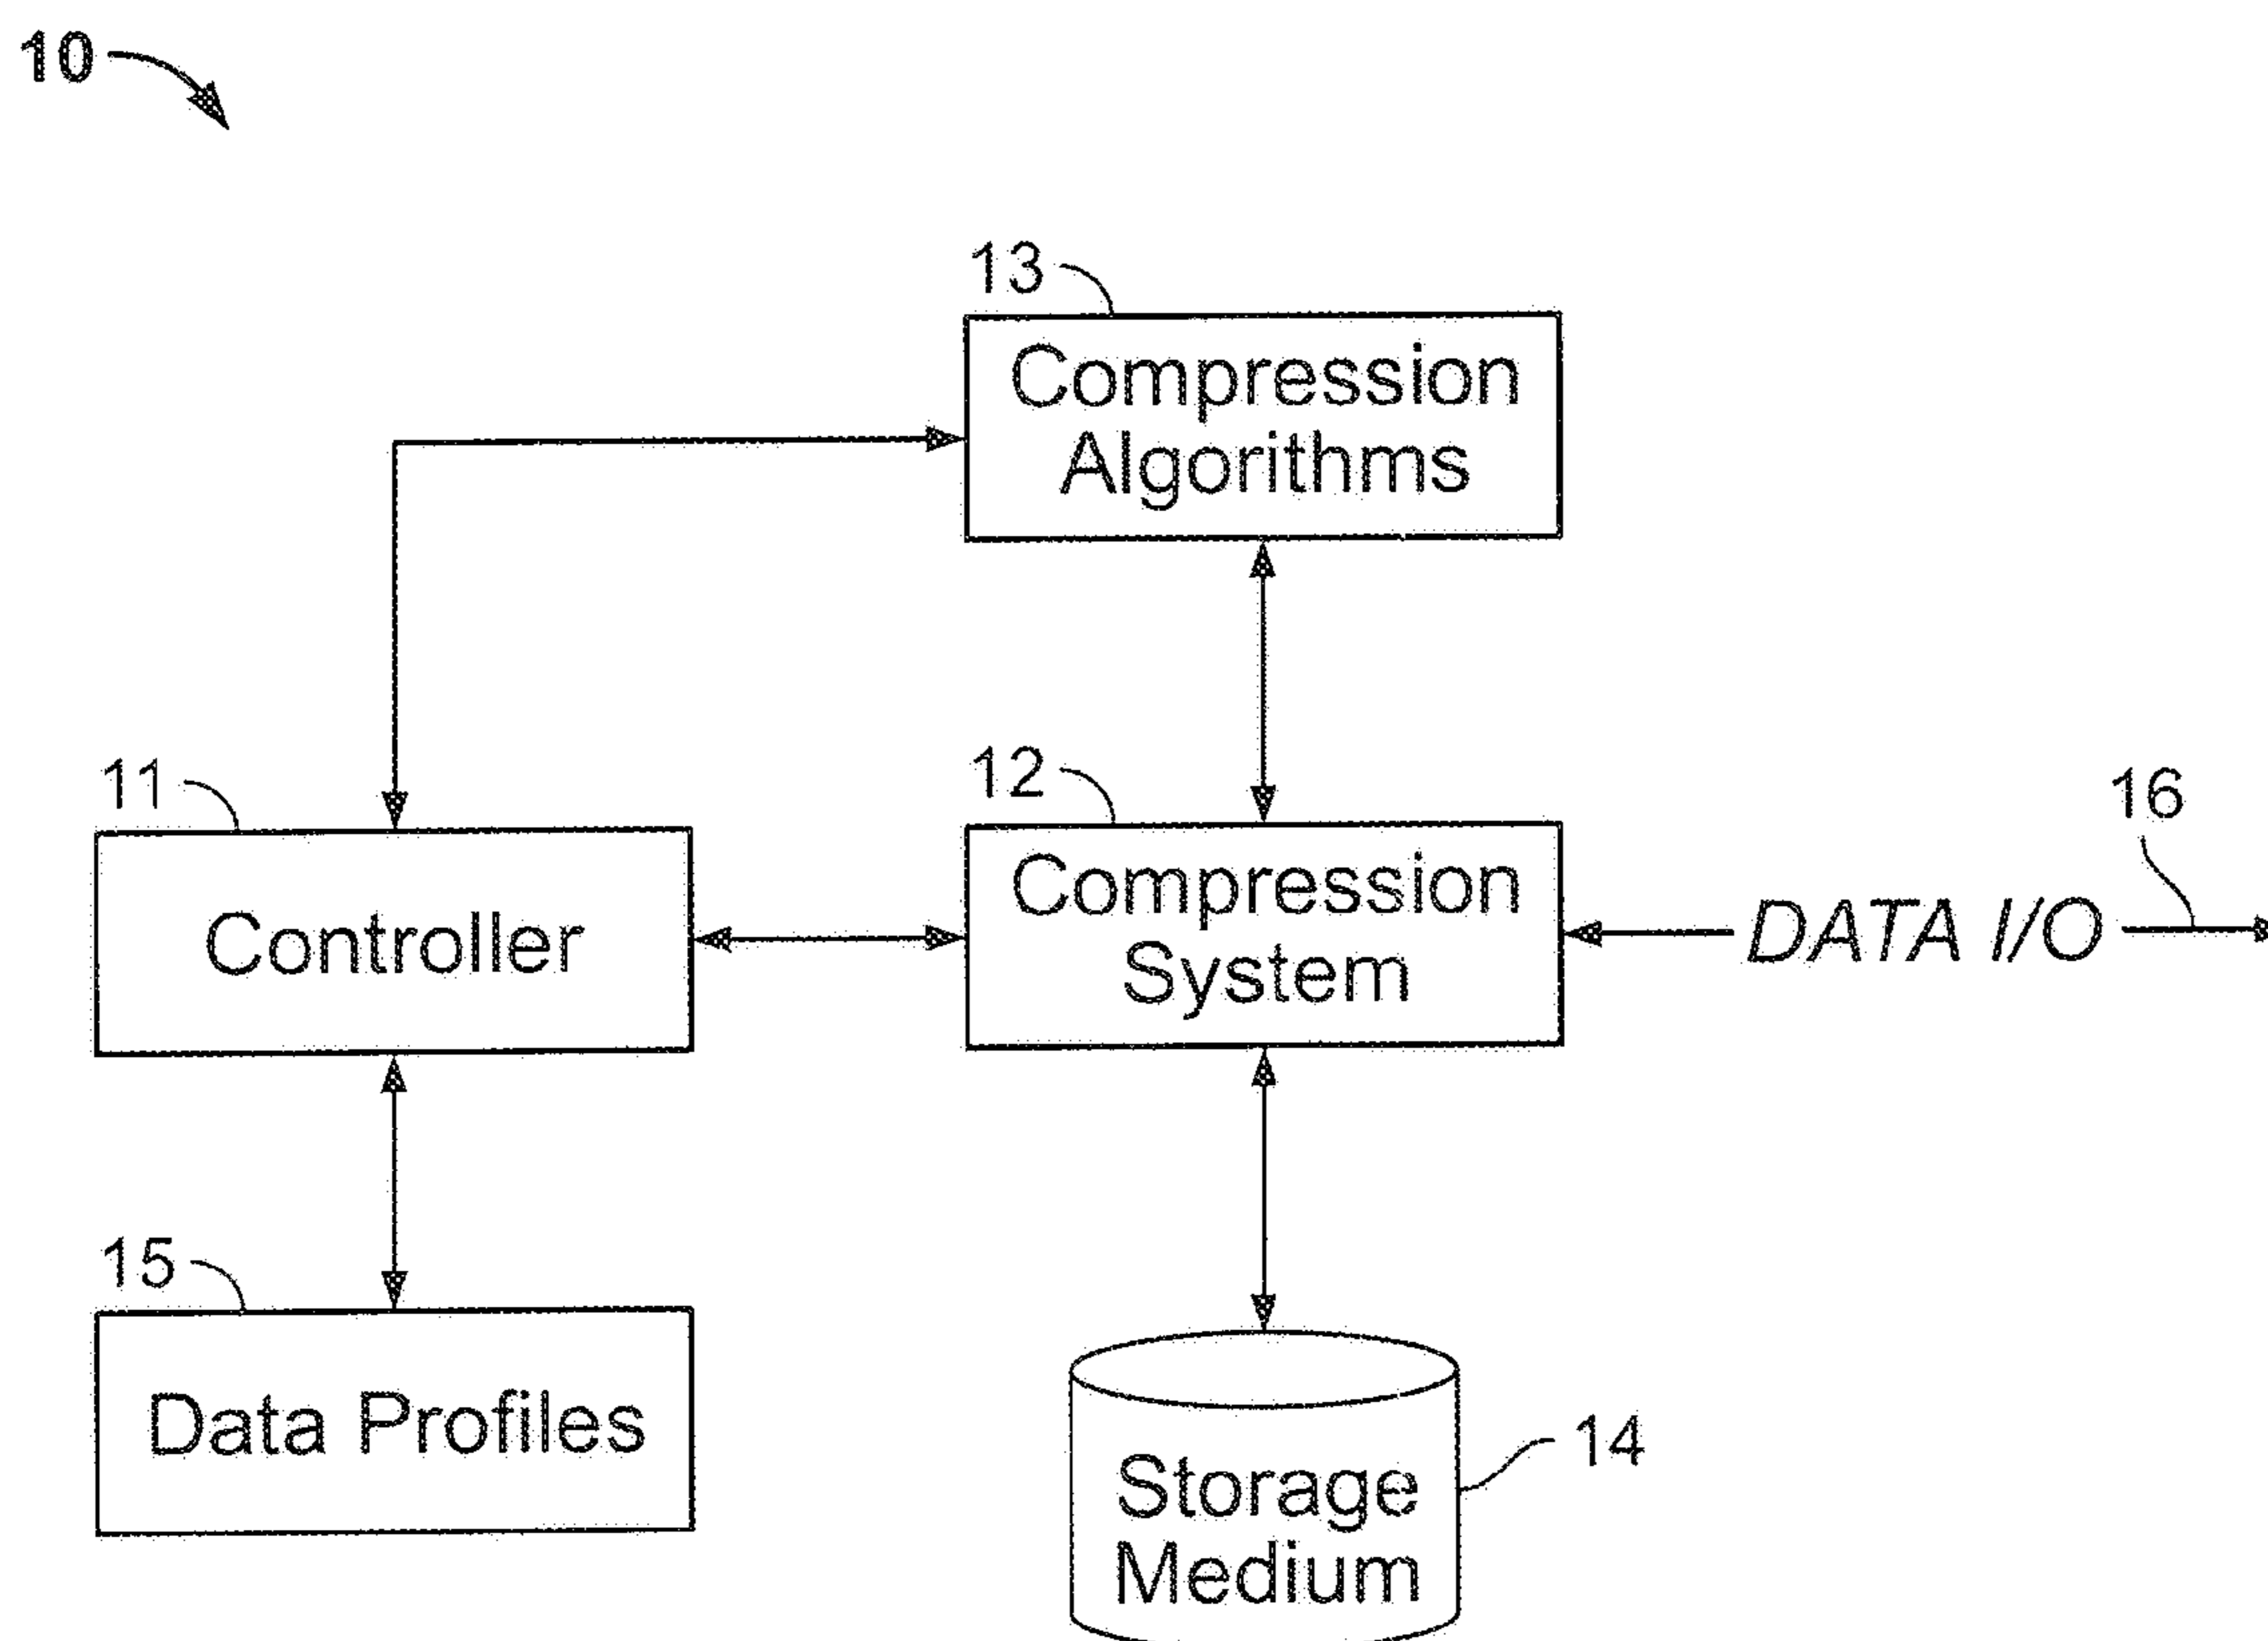 10
13
Compression
Algorithms
11
12
16
Controller
Compression
System
DATA I/O
15
Data Profiles
14
Storage
Medium